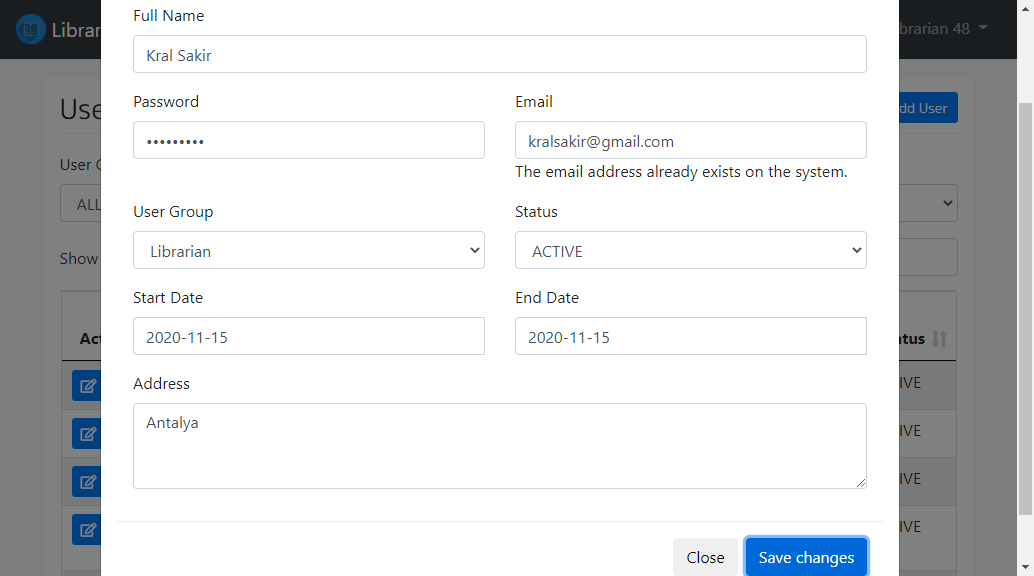 Full Name
Kral Sakir
Password
Email
•••••••••
kralsakir@gmail.com
The email address already exists on the system.
User Group
Status
Librarian
ACTIVE
Start Date
End Date
2020-11-15
2020-11-15
Address
Antalya
Close
Save changes
Librar
brarian 48
Use
dd User
User G
ALL
Show
Act
atus
IVE
IVE
IVE
IVE